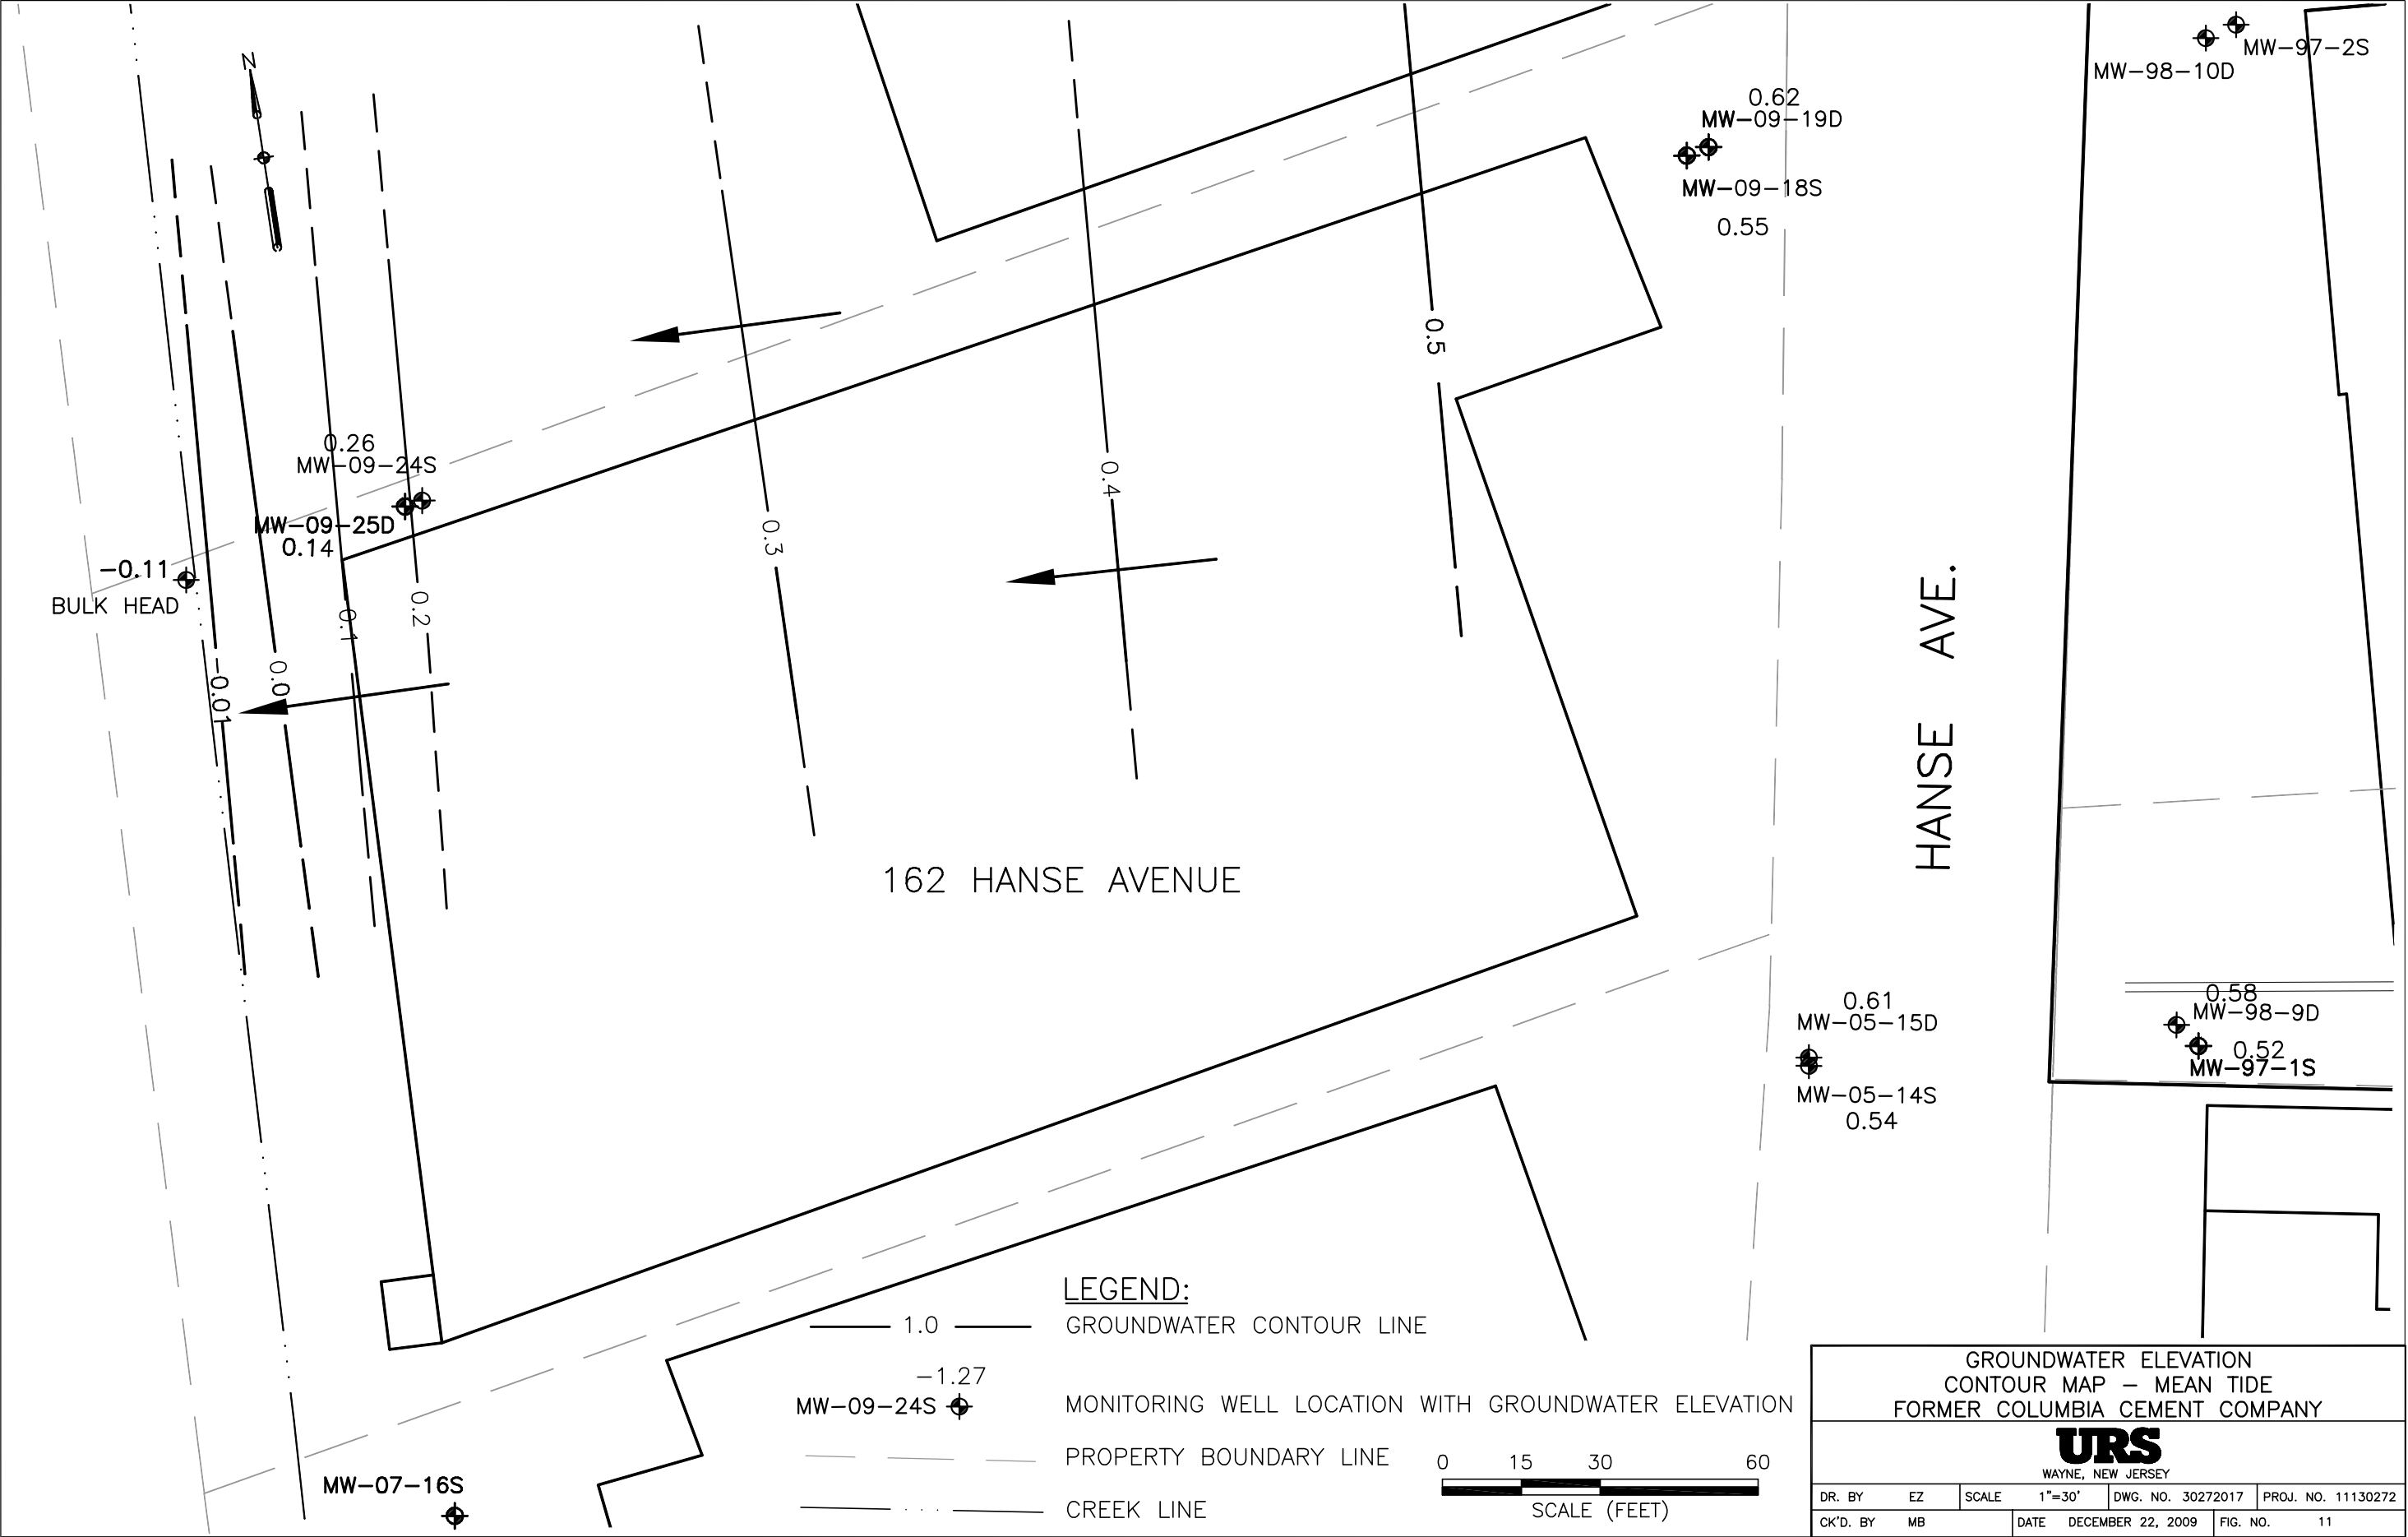 N
MW-97-2S
MW-98-10D
0.62
MW-09-19D
MW-09-18S
0.55
0.5
0.26
MW-09-24S
0.4
MW-09-25D
0.14
0.3
-0.11
BULK HEAD
0.1
0.2
0.0
-0.01
HANSE AVE.
162 HANSE AVENUE
0.61
MW-05-15D
0.58
MW-98-9D
0.52
MW-97-1S
MW-05-14S
0.54
LEGEND:
1.0 GROUNDWATER CONTOUR LINE
-1.27
MW-09-24S MONITORING WELL LOCATION WITH GROUNDWATER ELEVATION
PROPERTY BOUNDARY LINE
CREEK LINE
0 15 30 60
SCALE (FEET)
MW-07-16S
GROUNDWATER ELEVATION
CONTOUR MAP – MEAN TIDE
FORMER COLUMBIA CEMENT COMPANY
URS
WAYNE, NEW JERSEY
DR. BY EZ SCALE 1"=30' DWG. NO. 30272017 PROJ. NO. 11130272
CK'D. BY MB DATE DECEMBER 22, 2009 FIG. NO. 11